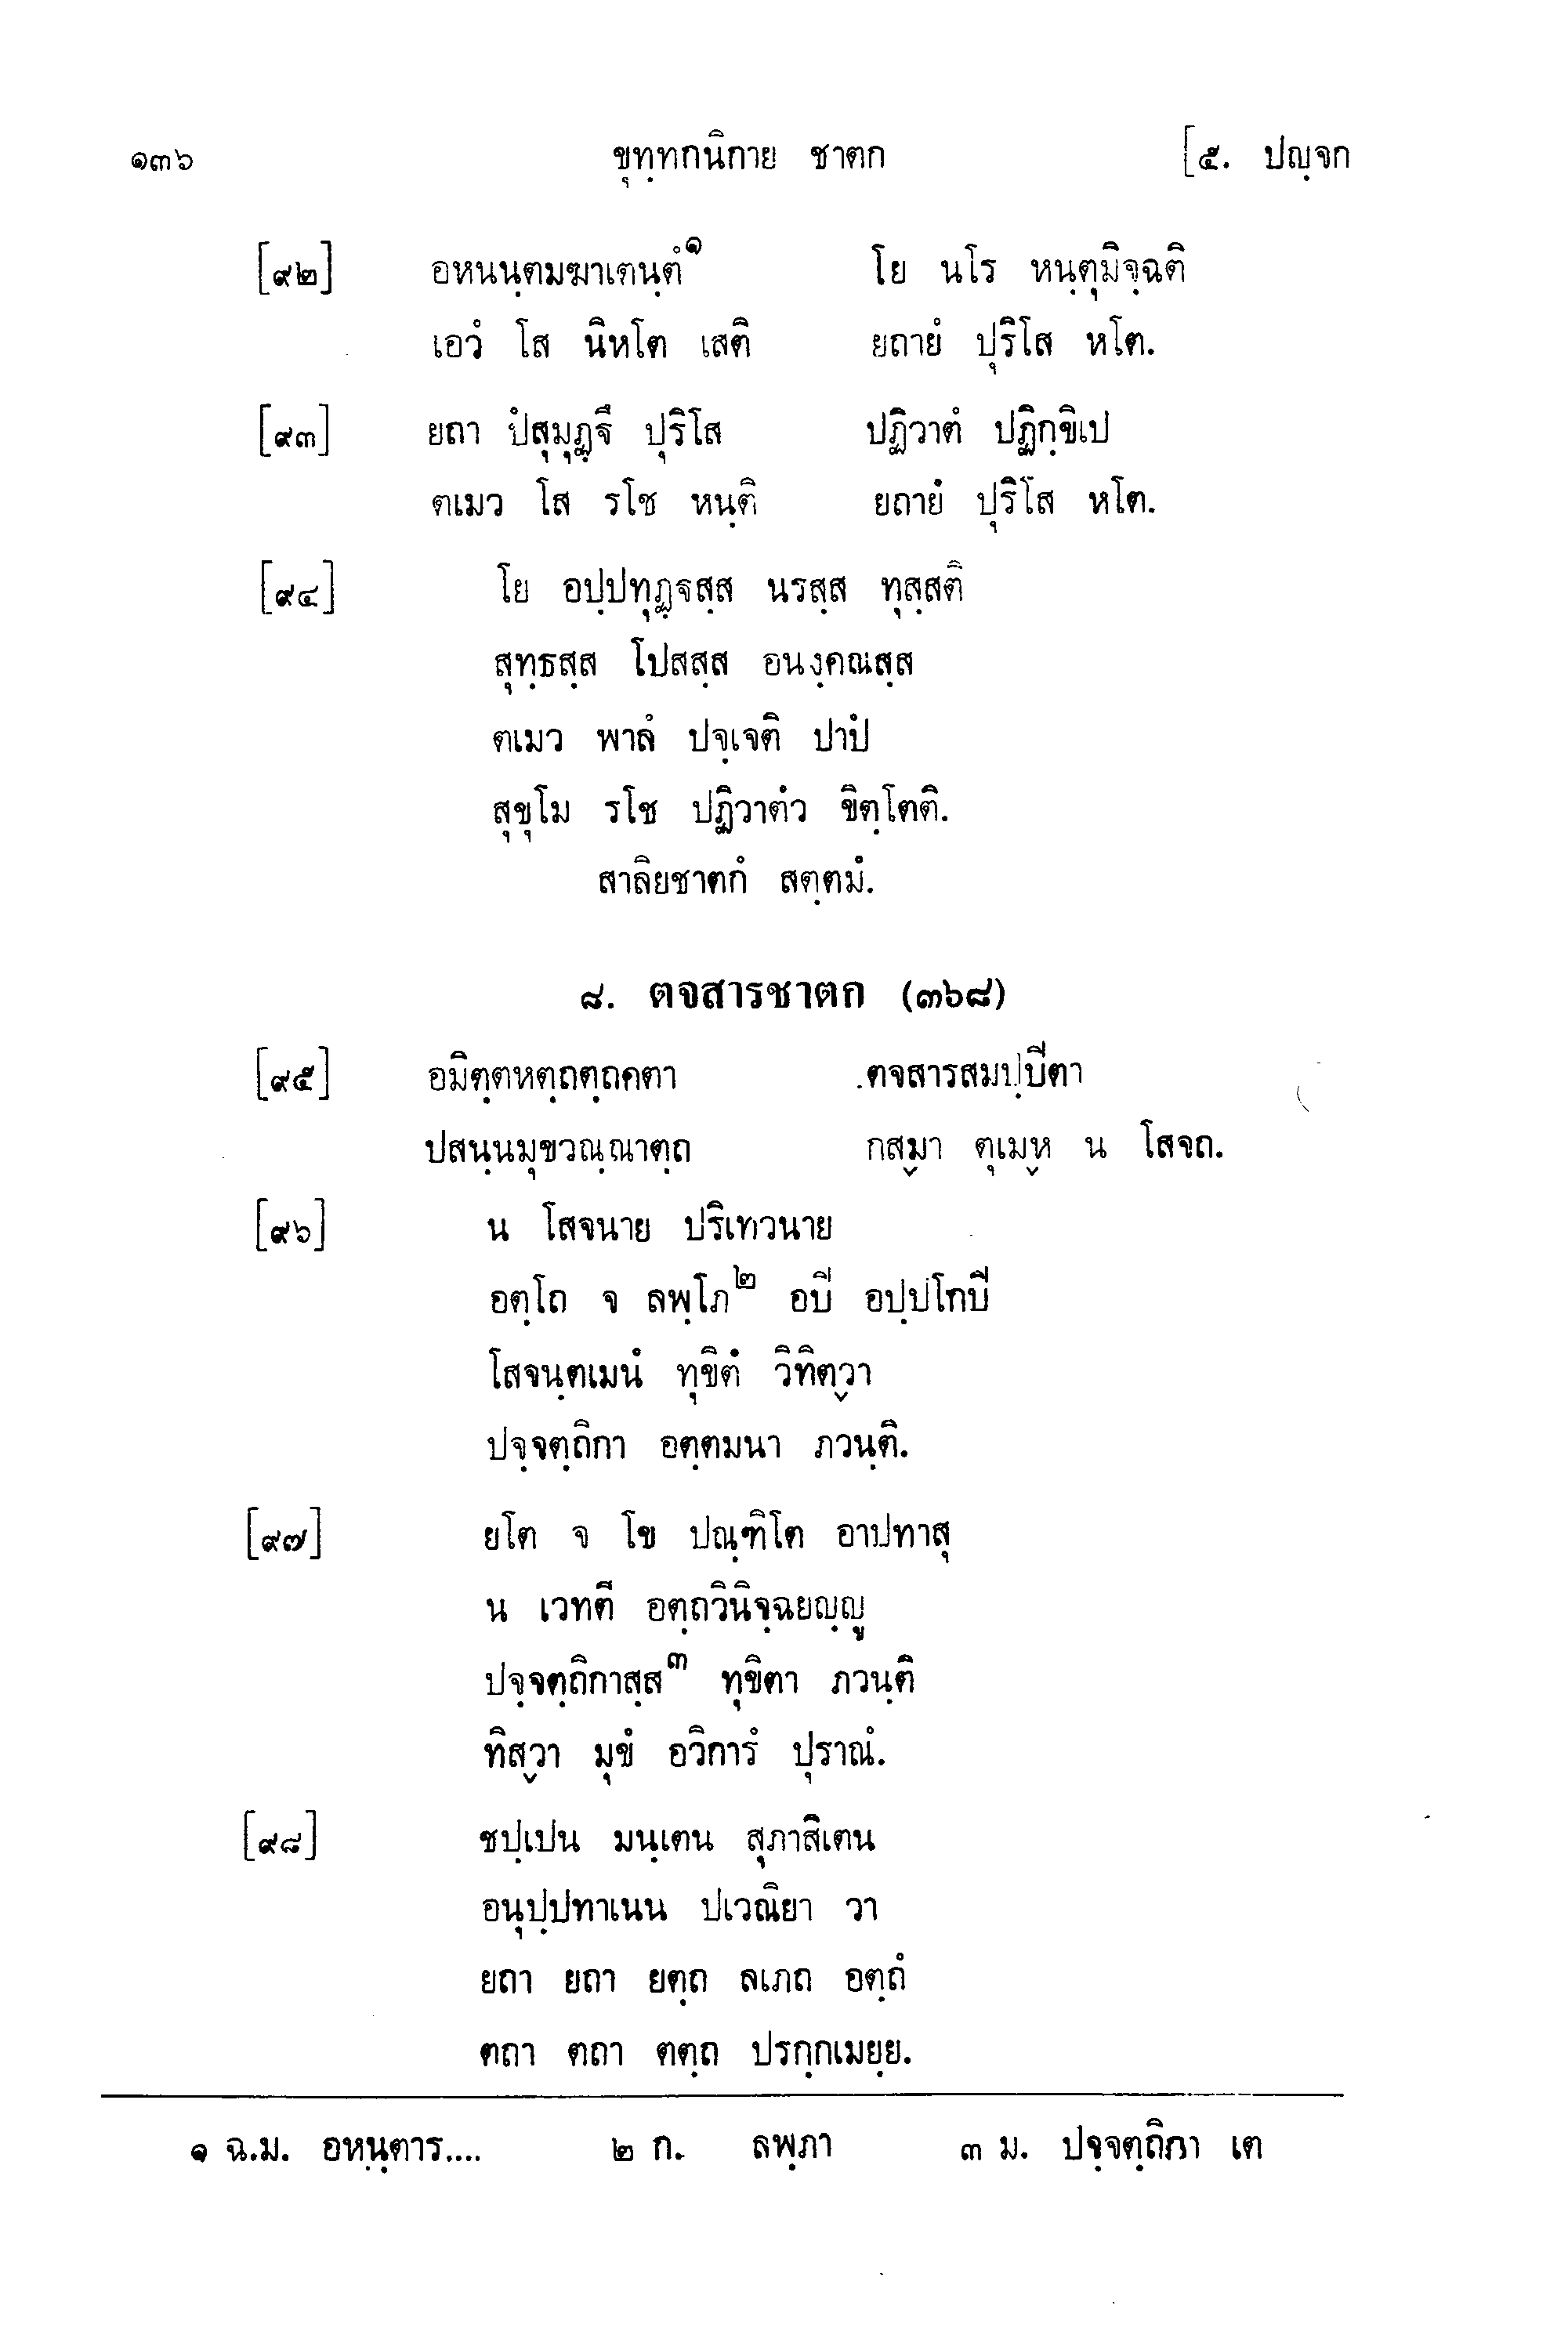 ๑๓๖ ขุทฺทกนิกาย ชาตก [๕. ปญฺจก
[๙๒] อหนนฺตมฆาเตนฺตํ๑ โย นโร หนฺตุมิจฺฉติ
เอวํ โส นิหโต เสติ ยถายํ ปุริโส หโต.
[๙๓] ยถา ปํสุมุฏฺฐึ ปุริโส ปฏิวาตํ ปฏิกฺขิเป
ตเมว โส รโช หนฺติ ยถายํ ปุริโส หโต.
[๙๔] โย อปฺปทุฏฺฐสฺส นรสฺส ทุสฺสติ
สุทฺธสฺส โปสสฺส อนงฺคณสฺส
ตเมว พาลํ ปจฺเจติ ปาปํ
สุขุโม รโช ปฏิวาตํว ขิตฺโตติ.
สาลิยชาตกํ สตฺตมํ.
๘. ตจสารชาตก (๓๖๘)
[๙๕] อมิตฺตหตฺถตฺถคตา ตจสารสมปฺปีตา
ปสนฺนมุขวณฺณาตฺถ กสฺมา ตุเมฺห น โสจถ.
[๙๖] น โสจนาย ปริเทวนาย
อตฺโถ จ ลพฺโภ๒ อปี อปฺปโกปี
โสจนฺตเมนํ ทุขิตํ วิทิตฺวา
ปจฺจตฺถิกา อตฺตมนา ภวนฺติ.
[๙๗] ยโต จ โข ปณฺฑิโต อาปทาสุ
น เวทตี อตฺถวินิจฺฉยญฺญู
ปจฺจตฺถิกาสฺส๓ ทุขิตา ภวนฺติ
ทิสฺวา มุขํ อวิการํ ปุราณํ.
[๙๘] ชปฺเปน มนฺเตน สุภาสิเตน
อนุปฺปทาเนน ปเวณิยา วา
ยถา ยถา ยตฺถ ลเภถ อตฺถํ
ตถา ตถา ตตฺถ ปรกฺกเมยฺย.
๑ ฉ.ม. อหนฺตาร.... ๒ ก. ลพฺภา ๓ ม. ปจฺจตฺถิกา เต